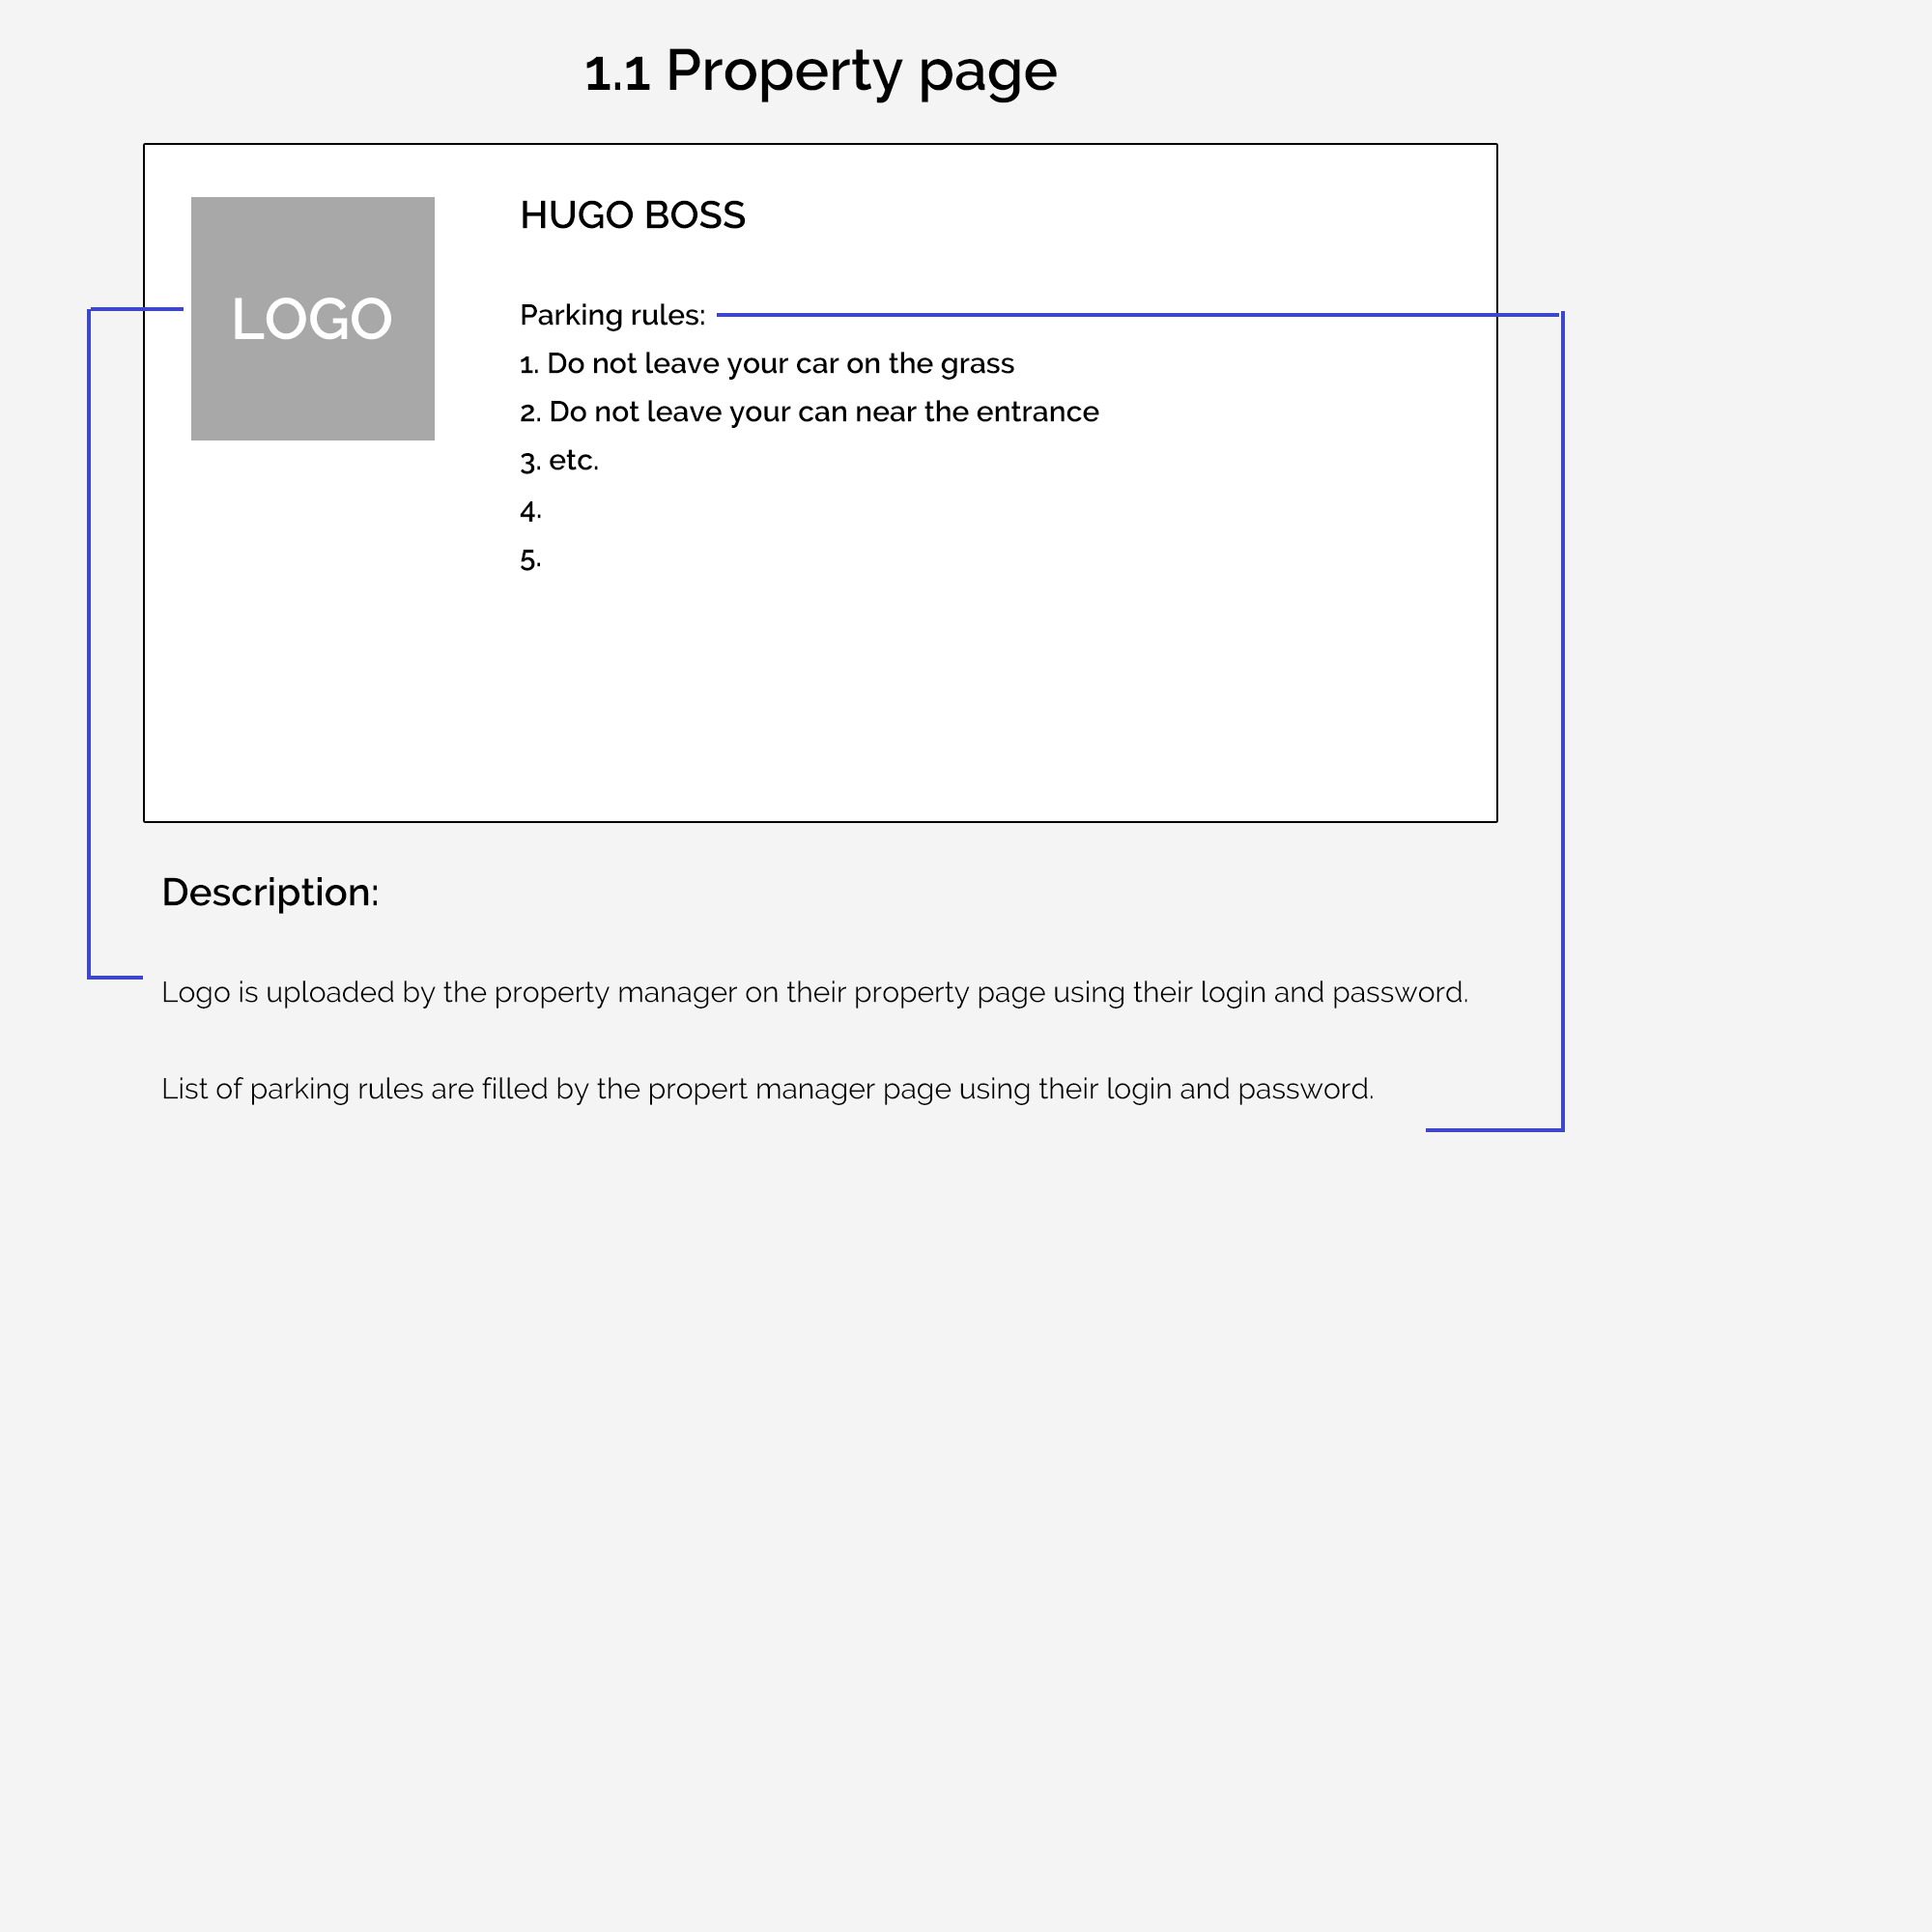 1.1 Property page
LOGO
HUGO BOSS
Parking rules:
1. Do not leave your car on the grass
2. Do not leave your can near the entrance
3. etc.
4.
5.
Description:
Logo is uploaded by the property manager on their property page using their login and password.
List of parking rules are filled by the propert manager page using their login and password.